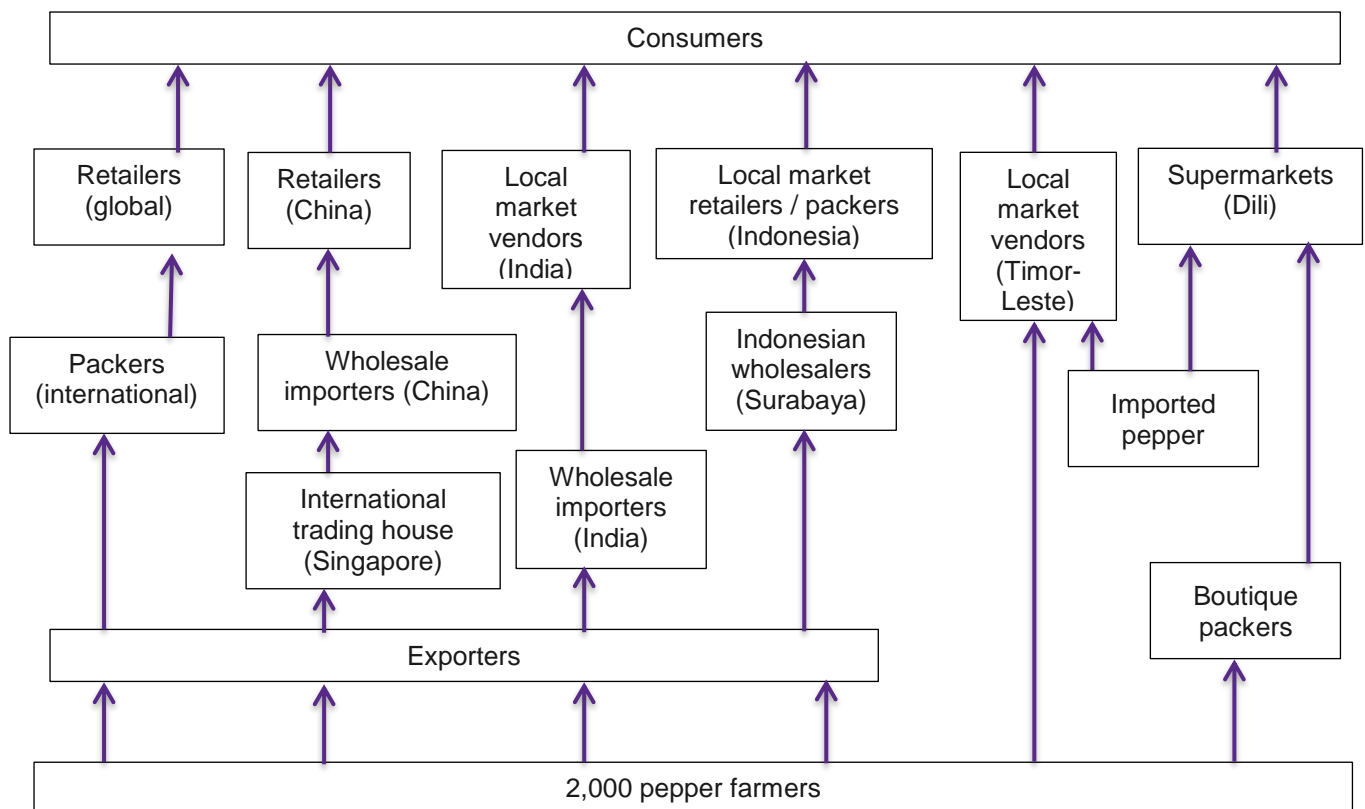 Consumers
Retailers
(global)
Retailers
(China)
Local
market
vendors
(India)
Local market
retailers / packers
(Indonesia)
Local
market
vendors
(Timor-
Leste)
Supermarkets
(Dili)
Packers
(international)
Wholesale
importers (China)
Indonesian
wholesalers
(Surabaya)
Imported
pepper
International
trading house
(Singapore)
Wholesale
importers
(India)
Boutique
packers
Exporters
2,000 pepper farmers